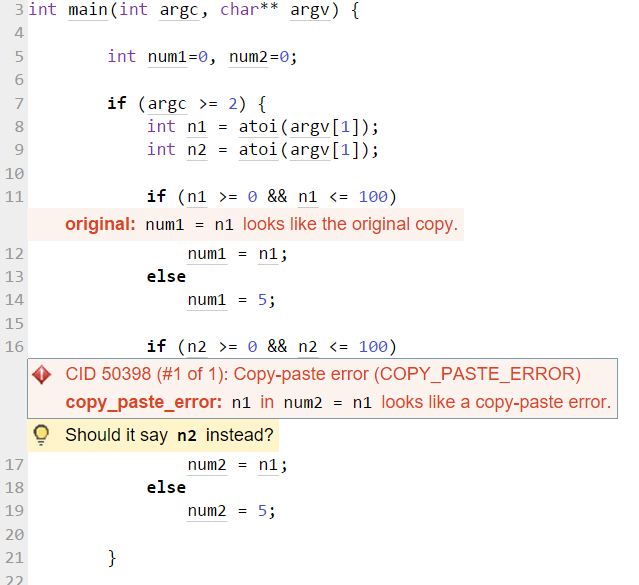 3 int main(int argc, char** argv) {
4
5 int num1=0, num2=0;
6
7 if (argc >= 2) {
8 int n1 = atoi(argv[1]);
9 int n2 = atoi(argv[1]);
10
11 if (n1 >= 0 && n1 <= 100)
original: num1 = n1 looks like the original copy.
12 num1 = n1;
13 else
14 num1 = 5;
15
16 if (n2 >= 0 && n2 <= 100)
CID 50398 (#1 of 1): Copy-paste error (COPY_PASTE_ERROR)
copy_paste_error: n1 in num2 = n1 looks like a copy-paste error.
Should it say n2 instead?
17 num2 = n1;
18 else
19 num2 = 5;
20
21 }
22